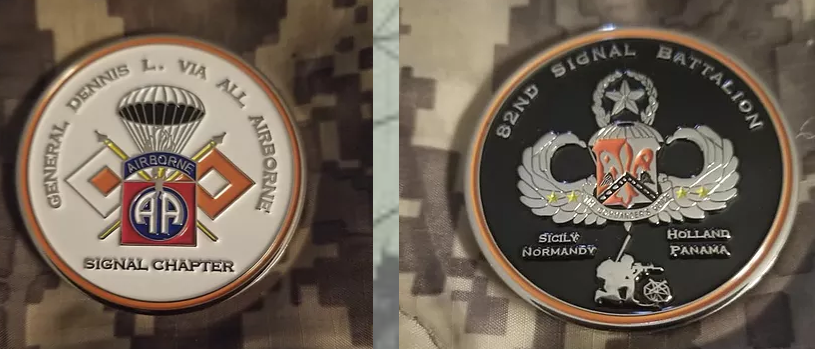 GENERAL DENNIS L. VIA ALL AIRBORNE
AIRBORNE
AA
SIGNAL CHAPTER
82ND SIGNAL BATTALION
SICILY
NORMANDY
HOLLAND
PANAMA